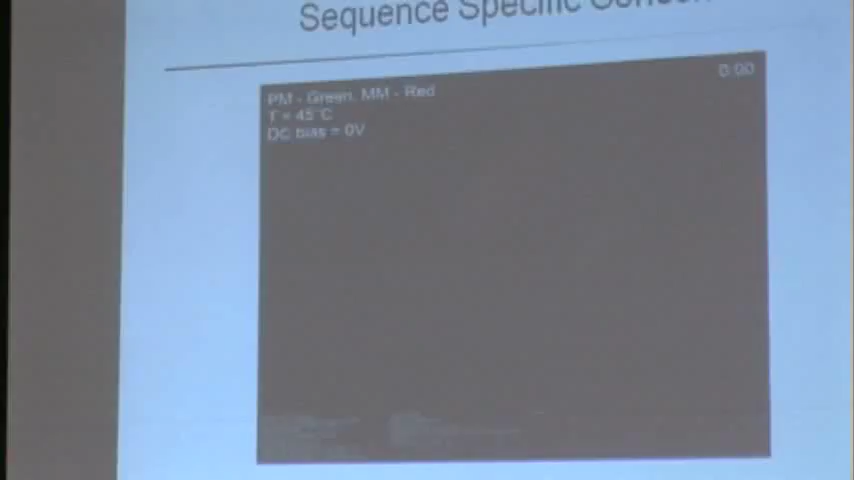 Sequence Specific
PM - Green, MM - Red
0:00
T = 45°C
DC bias = 0V